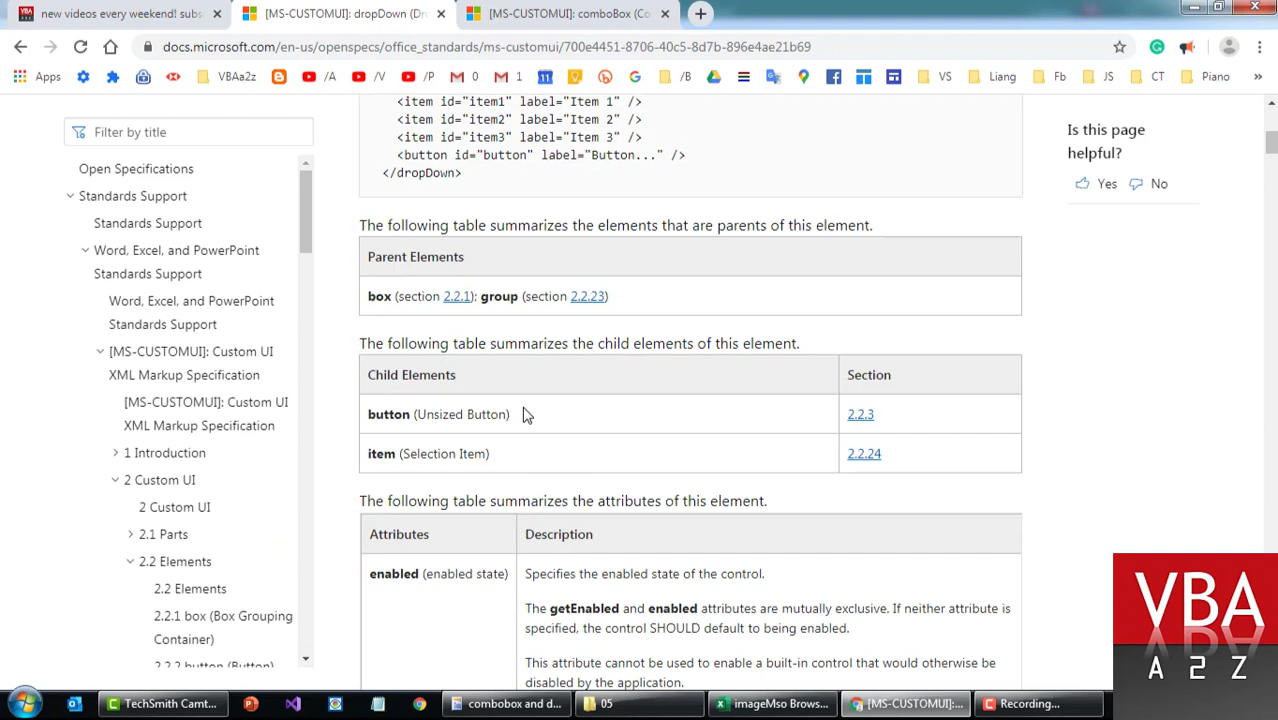 new videos every weekend! subs
[MS-CUSTOMUI]: dropDown (Dro
[MS-CUSTOMUI]: comboBox (Co
docs.microsoft.com/en-us/openspecs/office_standards/ms-customui/700e4451-8706-40c5-8d7b-896e4ae21b69
Apps
VBAa2z
/A
/V
/P
0
1
/B
VS
Liang
Fb
JS
CT
Piano
»
Filter by title
Open Specifications
Standards Support
Standards Support
Word, Excel, and PowerPoint
Standards Support
Word, Excel, and PowerPoint
Standards Support
[MS-CUSTOMUI]: Custom UI
XML Markup Specification
[MS-CUSTOMUI]: Custom UI
XML Markup Specification
1 Introduction
2 Custom UI
2 Custom UI
2.1 Parts
2.2 Elements
2.2 Elements
2.2.1 box (Box Grouping
Container)
2.2.2 button (Button)
<item id="item1" label="Item 1" />
<item id="item2" label="Item 2" />
<item id="item3" label="Item 3" />
<button id="button" label="Button..." />
</dropDown>
The following table summarizes the elements that are parents of this element.
Parent Elements
box (section 2.2.1); group (section 2.2.23)
The following table summarizes the child elements of this element.
Child Elements Section
button (Unsized Button) 2.2.3
item (Selection Item) 2.2.24
The following table summarizes the attributes of this element.
Attributes Description
enabled (enabled state) Specifies the enabled state of the control.
The getEnabled and enabled attributes are mutually exclusive. If neither attribute is
specified, the control SHOULD default to being enabled.
This attribute cannot be used to enable a built-in control that would otherwise be
disabled by the application.
Is this page
helpful?
Yes No
VBA
A 2 Z
TechSmith Camt...
combobox and d...
05
imageMso Brows...
[MS-CUSTOMUI]:...
Recording...